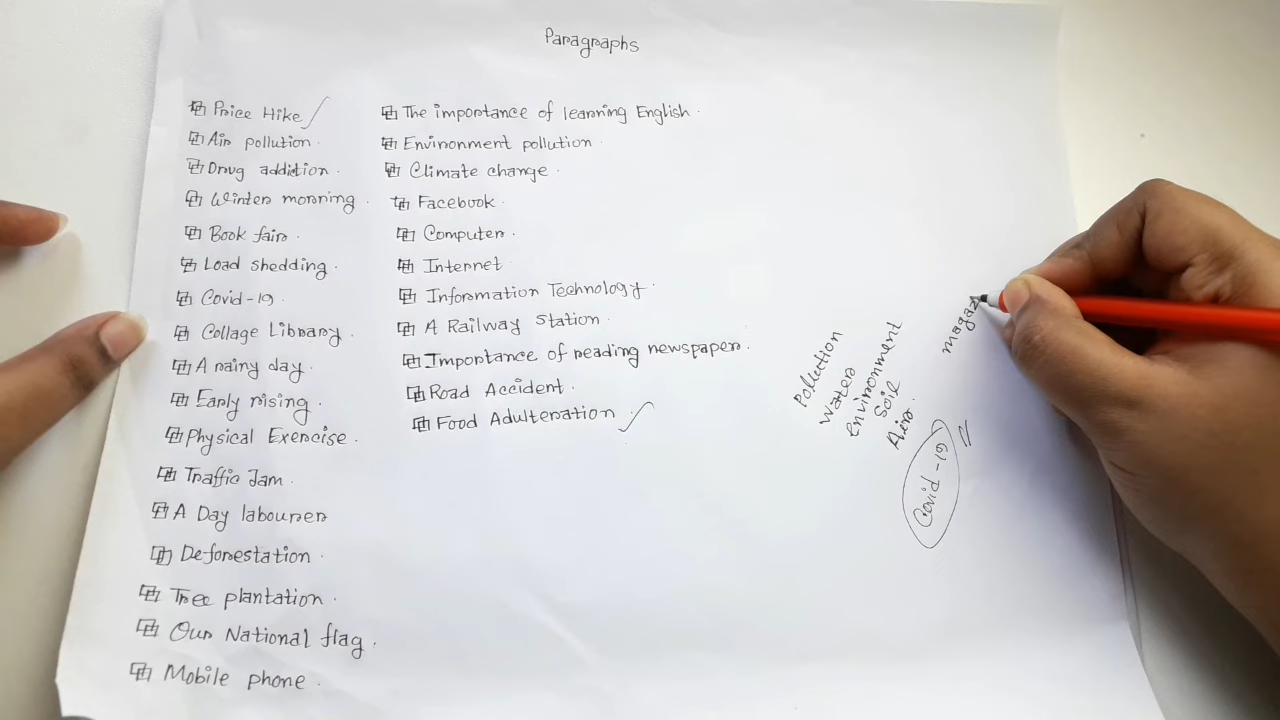 Paragraphs
Price Hike
Air pollution.
Drug addition.
Winter morning.
Book fair.
Load shedding.
Covid-19.
Collage Library.
A rainy day.
Early rising.
Physical Exercise.
Traffic Jam.
A Day labourer
Deforestation.
Tree plantation.
Our National flag.
Mobile phone.
The importance of learning English.
Environment pollution.
Climate change.
Facebook.
Computer.
Internet
Information Technology.
A Railway Station.
Importance of reading newspaper.
Road Accident.
Food Adulteration
Pollution
Water
environment
Soil
Air.
Covid-19
magaz